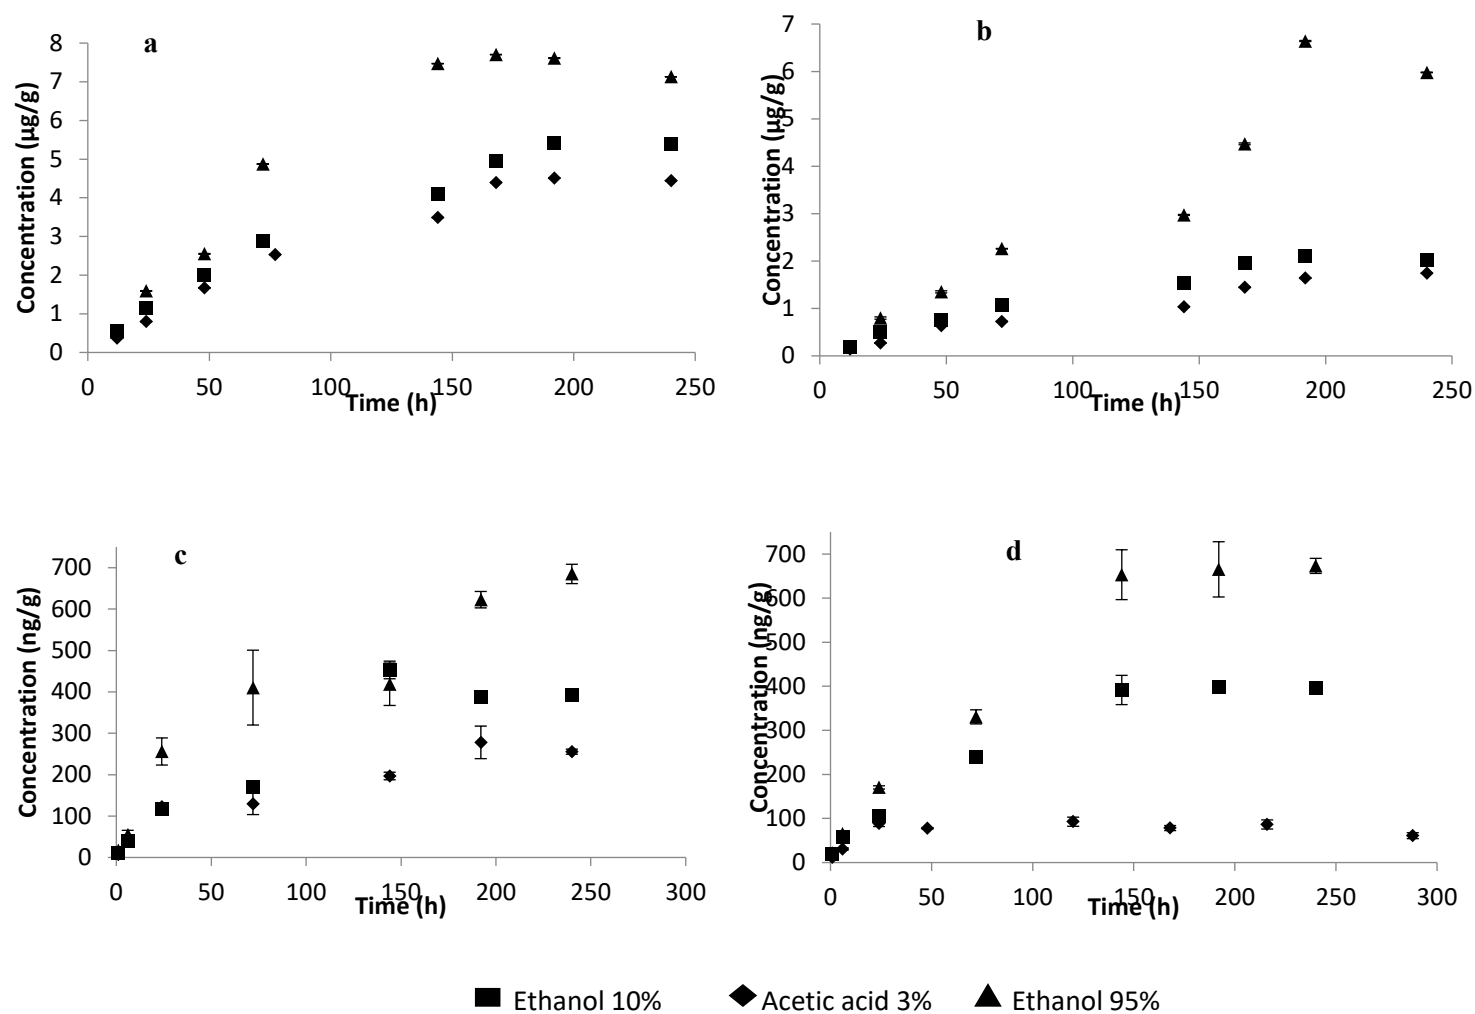 a
Concentration (µg/g)
8
7
6
5
4
3
2
1
0
0 50 100 150 200 250
Time (h)
b
Concentration (µg/g)
7
6
5
4
3
2
1
0
0 50 100 150 200 250
Time (h)
c
Concentration (ng/g)
700
600
500
400
300
200
100
0
0 50 100 150 200 250 300
Time (h)
d
Concentration (ng/g)
700
600
500
400
300
200
100
0
0 50 100 150 200 250 300
Time (h)
Ethanol 10% Acetic acid 3% Ethanol 95%